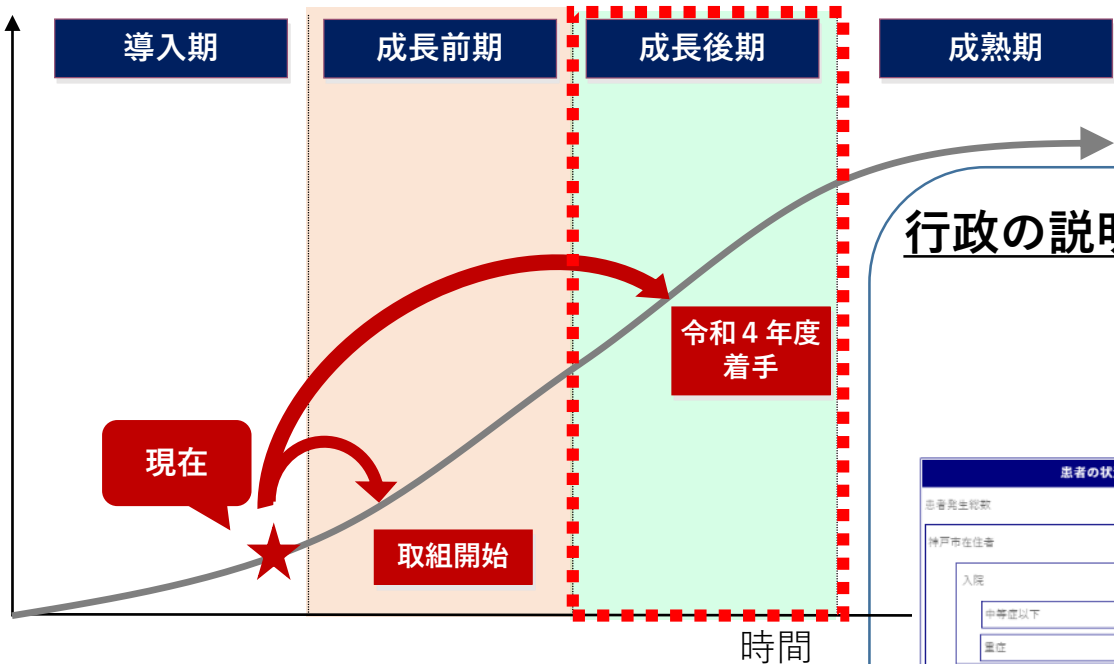 導入期
成長前期
成長後期
成熟期
行政の説明
令和４年度
着手
現在
取組開始
時間
患者の状
患者発生総数
神戸市在住者
入院
中等症以下
重症